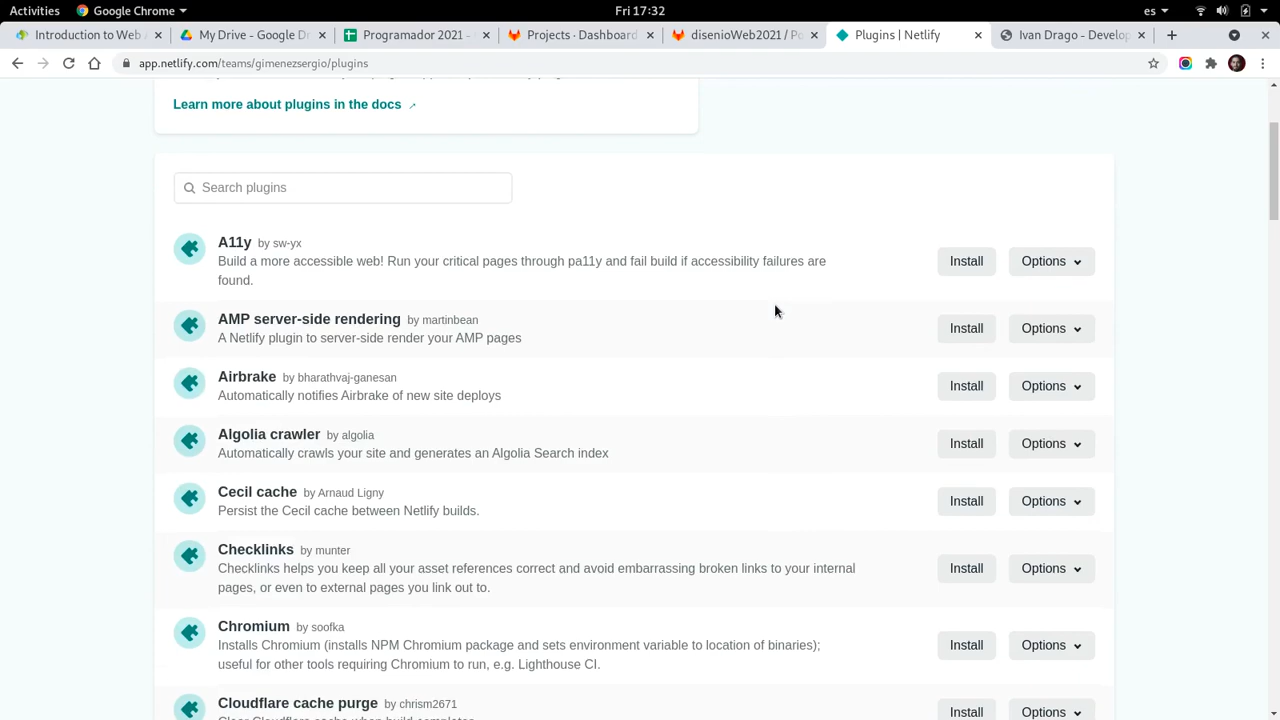 Activities Google Chrome Fri 17:32 es
Introduction to Web A
My Drive - Google Dr
Programador 2021 -
Projects · Dashboard
disenioWeb2021 / Po
Plugins | Netlify
Ivan Drago - Develop
app.netlify.com/teams/gimenezsergio/plugins
Learn more about plugins in the docs
Search plugins
A11y by sw-yx
Build a more accessible web! Run your critical pages through pa11y and fail build if accessibility failures are
found.
Install Options
AMP server-side rendering by martinbean
A Netlify plugin to server-side render your AMP pages
Install Options
Airbrake by bharathvaj-ganesan
Automatically notifies Airbrake of new site deploys
Install Options
Algolia crawler by algolia
Automatically crawls your site and generates an Algolia Search index
Install Options
Cecil cache by Arnaud Ligny
Persist the Cecil cache between Netlify builds.
Install Options
Checklinks by munter
Checklinks helps you keep all your asset references correct and avoid embarrassing broken links to your internal
pages, or even to external pages you link out to.
Install Options
Chromium by soofka
Installs Chromium (installs NPM Chromium package and sets environment variable to location of binaries);
useful for other tools requiring Chromium to run, e.g. Lighthouse CI.
Install Options
Cloudflare cache purge by chrism2671
Clear Cloudflare cache when build completes
Install Options